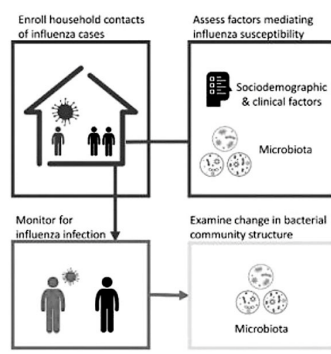 Enroll household contacts
of influenza cases
Assess factors mediating
influenza susceptibility
Sociodemographic
& clinical factors
Microbiota
Monitor for
influenza infection
Examine change in bacterial
community structure
Microbiota